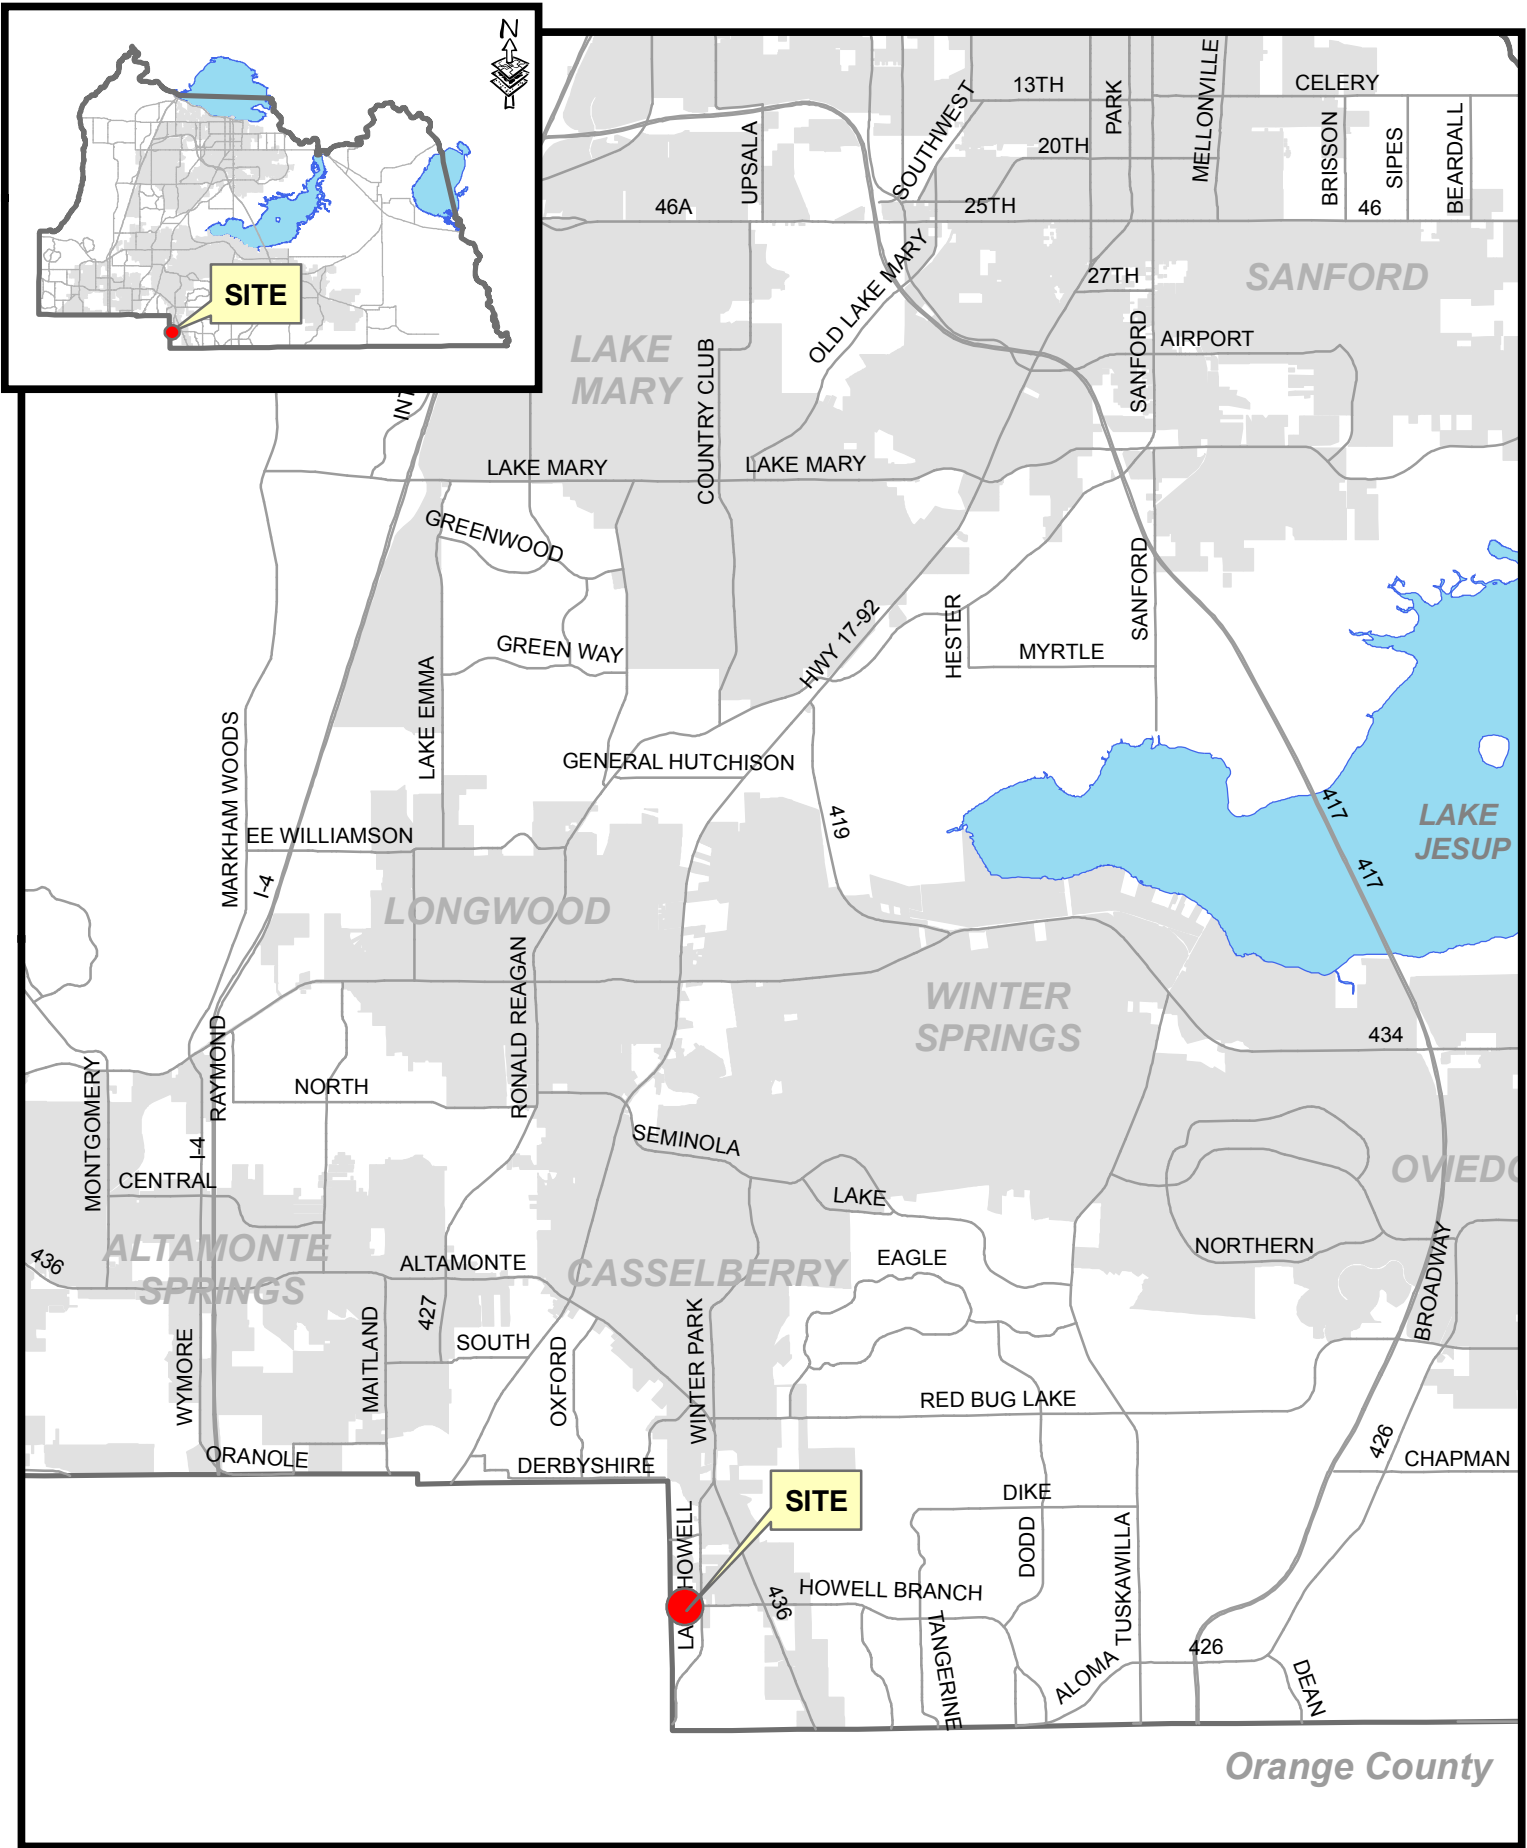 N
SITE
13TH
PARK
MELLONVILLE
CELERY
SOUTHWEST
UPSALA
20TH
BRISSON
SIPES
BEARDALL
46A
25TH
46
OLD LAKE MARY
27TH
SANFORD
LAKE
MARY
COUNTRY CLUB
SANFORD
AIRPORT
INT
LAKE MARY
LAKE MARY
GREENWOOD
SANFORD
HWY 17-92
HESTER
GREEN WAY
MYRTLE
LAKE EMMA
MARKHAM WOODS
GENERAL HUTCHISON
417
419
LAKE
JESUP
EE WILLIAMSON
417
I-4
LONGWOOD
RONALD REAGAN
WINTER
SPRINGS
434
RAYMOND
MONTGOMERY
NORTH
SEMINOLA
I-4
CENTRAL
LAKE
OVIEDO
436
ALTAMONTE
SPRINGS
ALTAMONTE
CASSELBERRY
EAGLE
NORTHERN
BROADWAY
427
MAITLAND
WYMORE
SOUTH
OXFORD
WINTER PARK
RED BUG LAKE
426
ORANOLE
DERBYSHIRE
CHAPMAN
SITE
DIKE
HOWELL
DODD
TUSKAWILLA
HOWELL BRANCH
436
LA
TANGERINE
ALOMA
426
DEAN
Orange County